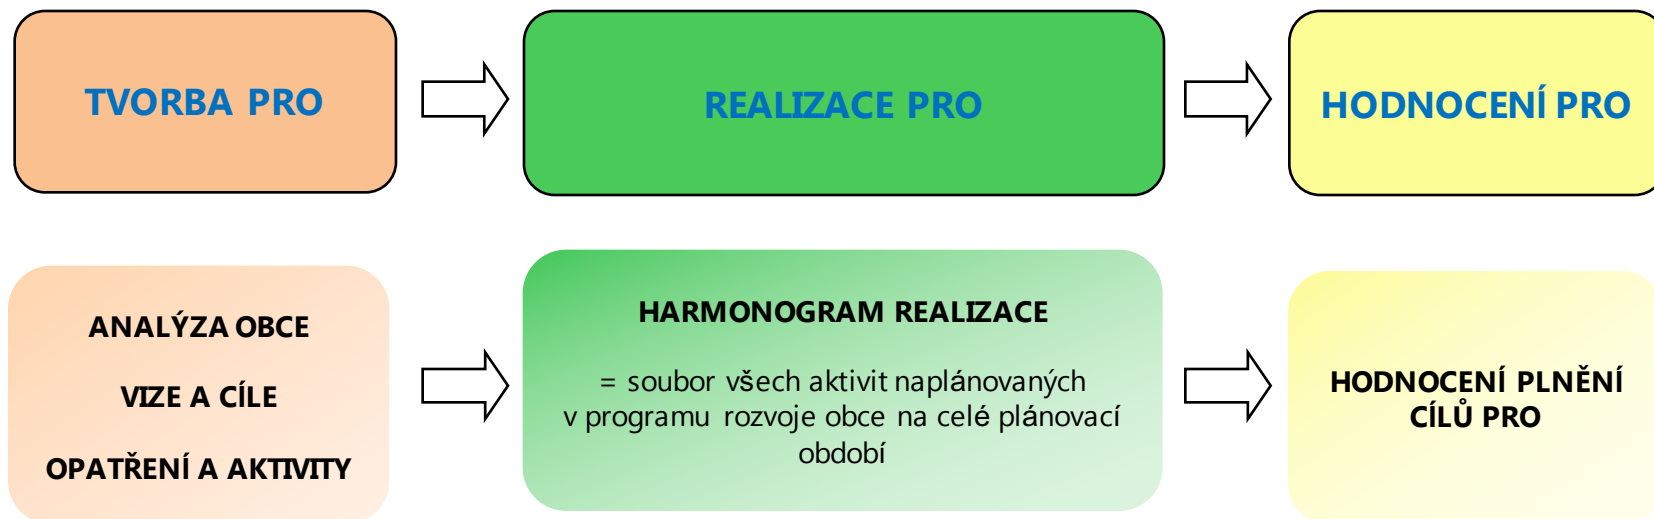 TVORBA PRO
REALIZACE PRO
HODNOCENÍ PRO
ANALÝZA OBCE
VIZE A CÍLE
OPATŘENÍ A AKTIVITY
HARMONOGRAM REALIZACE
= soubor všech aktivit naplánovaných
v programu rozvoje obce na celé plánovací
období
HODNOCENÍ PLNĚNÍ
CÍLŮ PRO